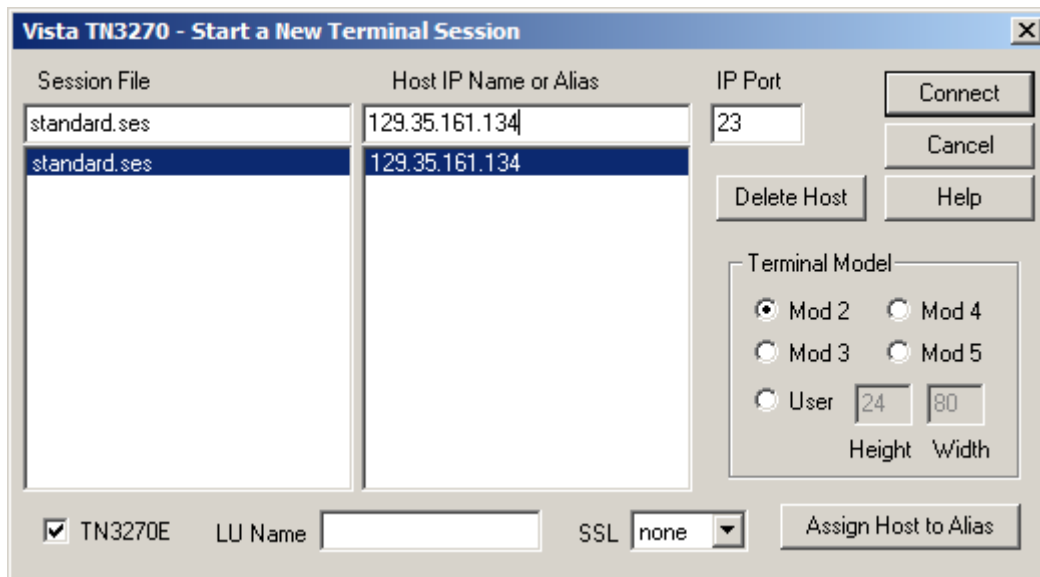 Vista TN3270 - Start a New Terminal Session
Session File
Host IP Name or Alias
IP Port
standard.ses
129.35.161.134
23
Connect
standard.ses
129.35.161.134
Cancel
Delete Host
Help
Terminal Model
Mod 2
Mod 4
Mod 3
Mod 5
User
24
80
Height
Width
TN3270E
LU Name
SSL
none
Assign Host to Alias